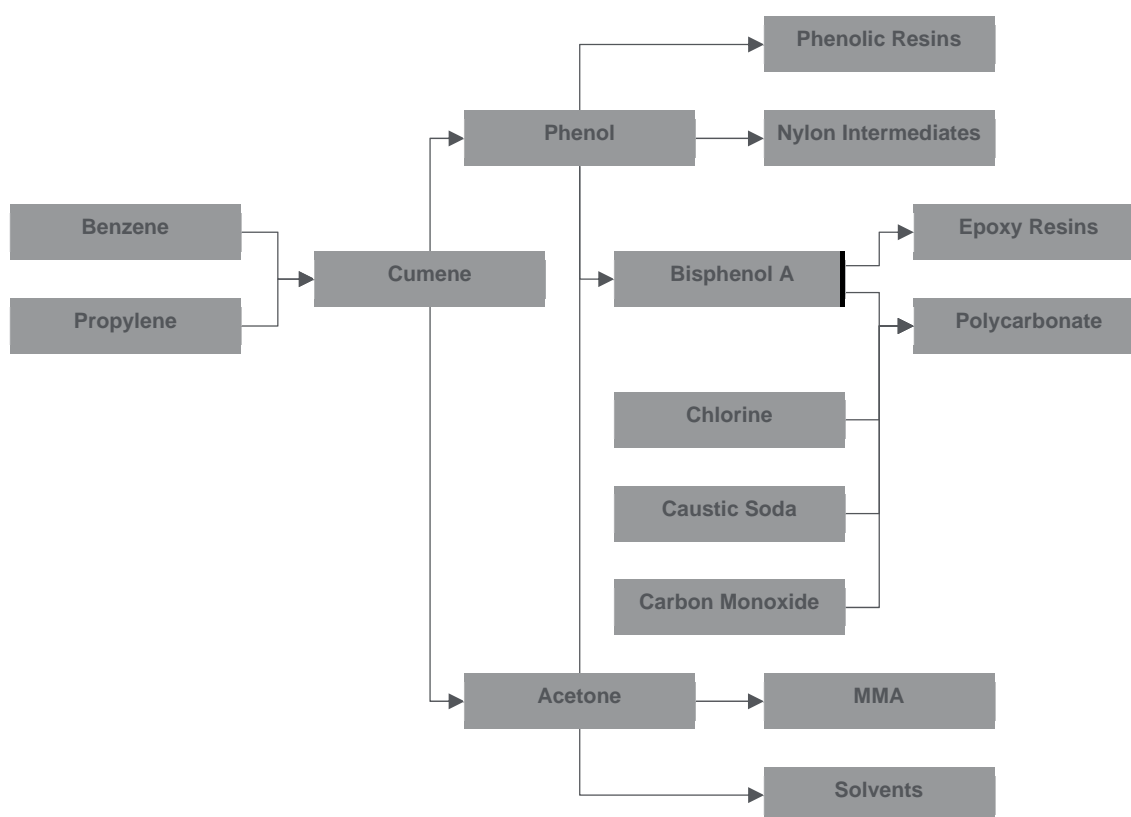 Phenolic Resins
Phenol
Nylon Intermediates
Benzene
Epoxy Resins
Cumene
Bisphenol A
Propylene
Polycarbonate
Chlorine
Caustic Soda
Carbon Monoxide
Acetone
MMA
Solvents